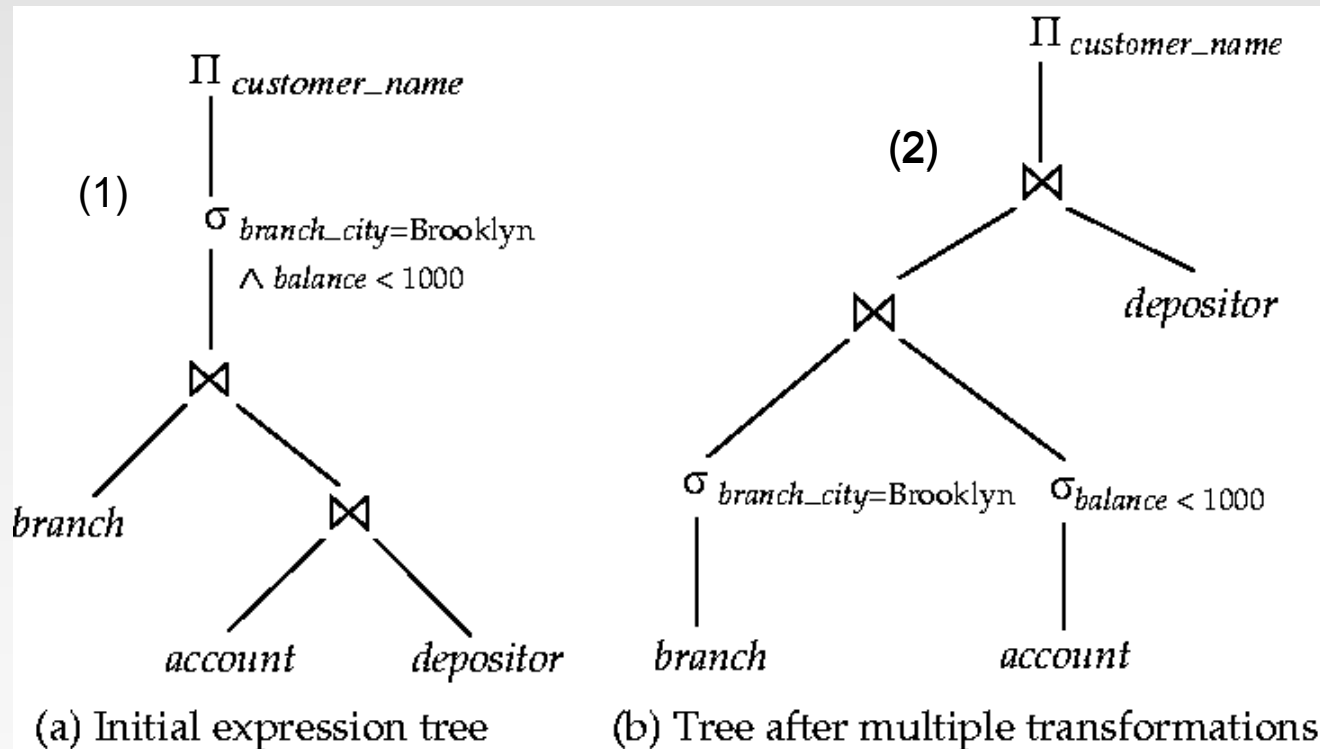 Π customer_name
(1)
σ branch_city=Brooklyn
∧ balance < 1000
⋈
branch
⋈
account
depositor
(a) Initial expression tree
Π customer_name
(2)
⋈
depositor
⋈
σ branch_city=Brooklyn
σ balance < 1000
branch
account
(b) Tree after multiple transformations